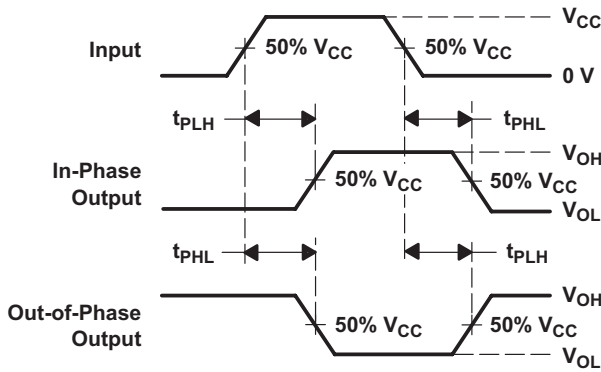 V_CC
Input
50% V_CC
50% V_CC
0 V
t_PLH
t_PHL
In-Phase
Output
V_OH
50% V_CC
50% V_CC
V_OL
t_PHL
t_PLH
Out-of-Phase
Output
V_OH
50% V_CC
50% V_CC
V_OL